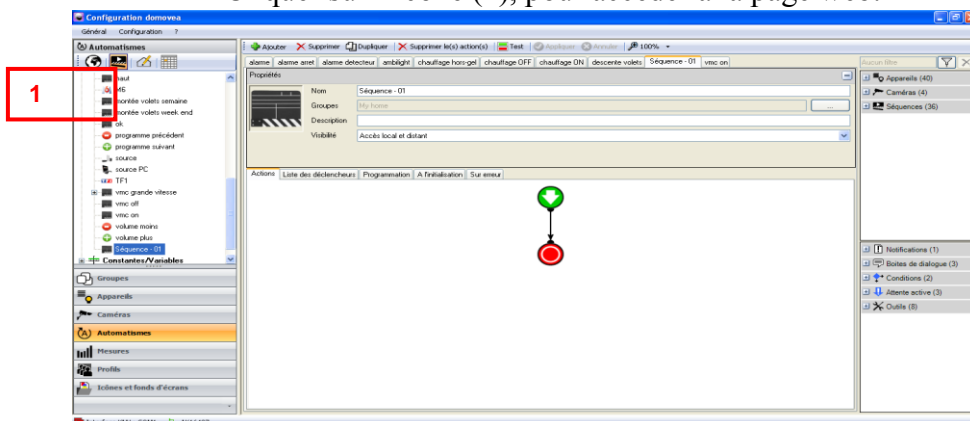 Configuration domovea
Général Configuration ?
Automatismes
Ajouter Supprimer Dupliquer Supprimer le(s) action(s) Test Appliquer Annuler 100%
alarme alarme arret alarme detecteur ambilight chauffage hors-gel chauffage OFF chauffage ON descente volets Séquence - 01 vmc on
Aucun filtre
1
haut
M6
montée volets semaine
montée volets week end
ok
programme précédent
programme suivant
source
source PC
TF1
vmc grande vitesse
vmc off
vmc on
volume moins
volume plus
Séquence - 01
Constantes/Variables
Groupes
Appareils
Caméras
Automatismes
Mesures
Profils
Icônes et fonds d'écrans
Propriétés
Nom Séquence - 01
Groupes My home ...
Description
Visibilité Accès local et distant
Actions Liste des déclencheurs Programmation A l'initialisation Sur erreur
Appareils (40)
Caméras (4)
Séquences (36)
Notifications (1)
Boites de dialogue (3)
Conditions (2)
Attente active (3)
Outils (8)